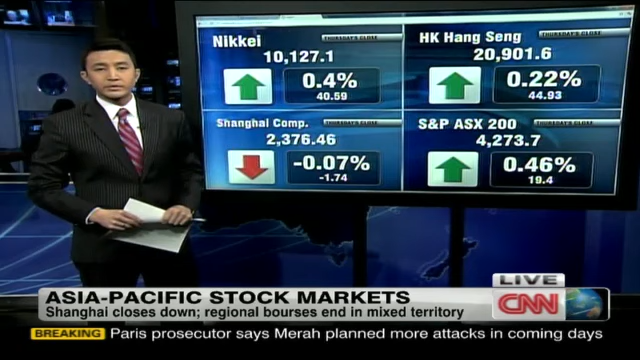 Nikkei
THURSDAY'S CLOSE
10,127.1
0.4%
40.59
HK Hang Seng
THURSDAY'S CLOSE
20,901.6
0.22%
44.93
Shanghai Comp.
THURSDAY'S CLOSE
2,376.46
-0.07%
-1.74
S&P ASX 200
THURSDAY'S CLOSE
4,273.7
0.46%
19.4
LIVE
CNN
ASIA-PACIFIC STOCK MARKETS
Shanghai closes down; regional bourses end in mixed territory
BREAKING Paris prosecutor says Merah planned more attacks in coming days